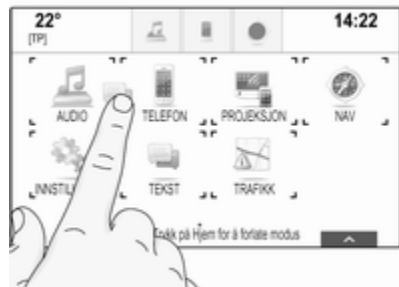 22° 14:22
[TP]
AUDIO TELEFON PROJEKSJON NAV
TEKST TRAFIKK
på Hjem for å forlate modus